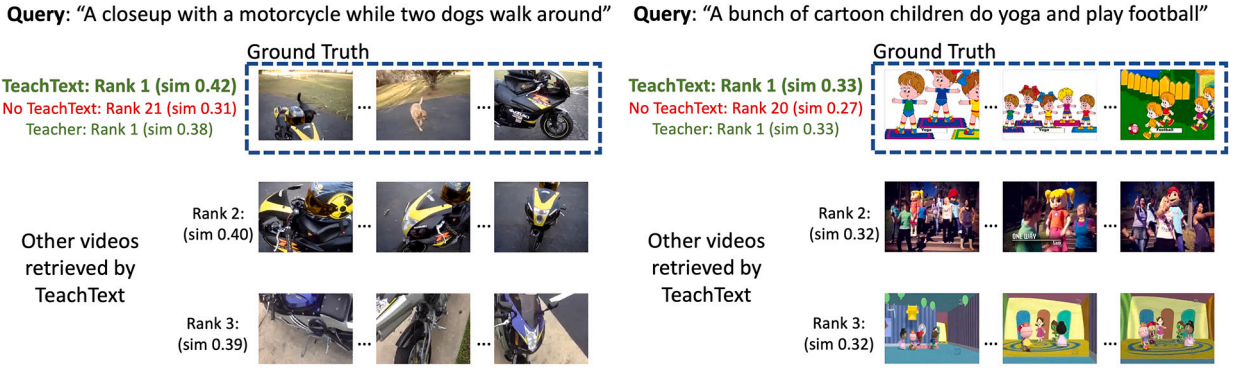 Query: “A closeup with a motorcycle while two dogs walk around”
Ground Truth
TeachText: Rank 1 (sim 0.42)
No TeachText: Rank 21 (sim 0.31)
Teacher: Rank 1 (sim 0.38)
...
...
Rank 2:
(sim 0.40)
...
...
Other videos
retrieved by
TeachText
Rank 3:
(sim 0.39)
...
...
Query: “A bunch of cartoon children do yoga and play football”
Ground Truth
TeachText: Rank 1 (sim 0.33)
No TeachText: Rank 20 (sim 0.27)
Teacher: Rank 1 (sim 0.33)
Yoga
...
Yoga
...
Football
Rank 2:
(sim 0.32)
...
ONE WAY
...
Other videos
retrieved by
TeachText
Rank 3:
(sim 0.32)
...
...